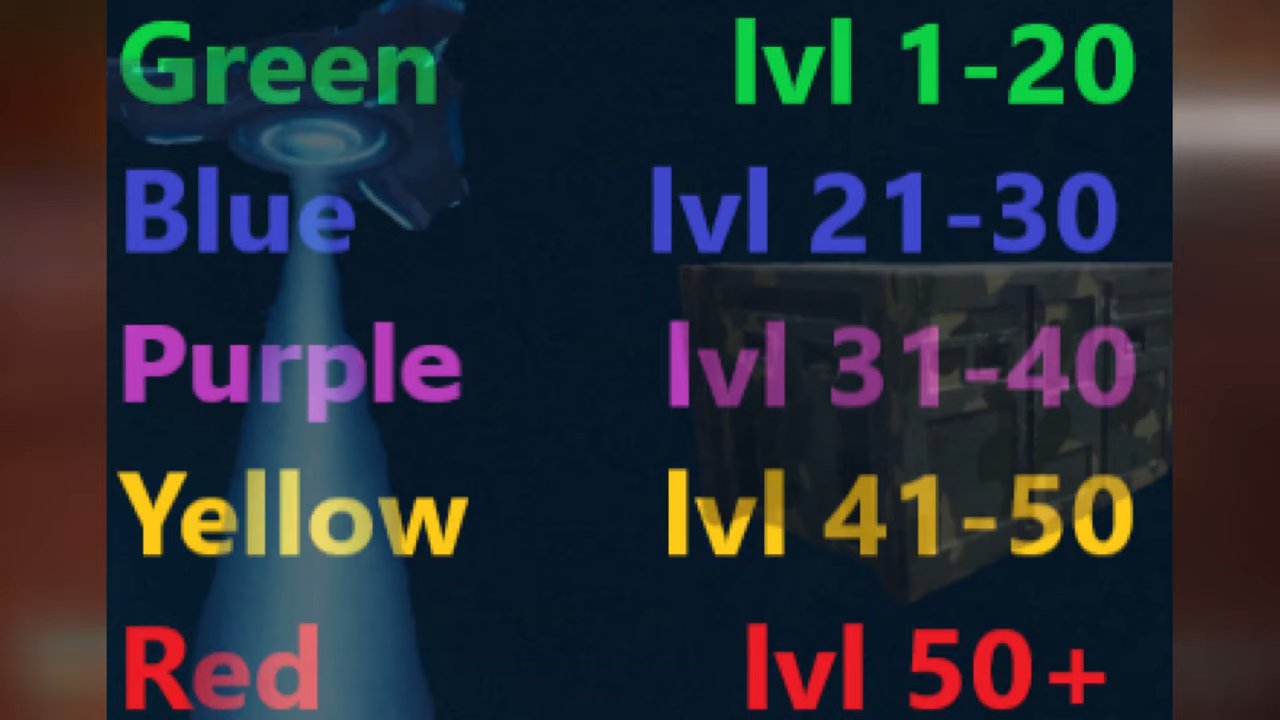 Green lvl 1-20
Blue lvl 21-30
Purple lvl 31-40
Yellow lvl 41-50
Red lvl 50+